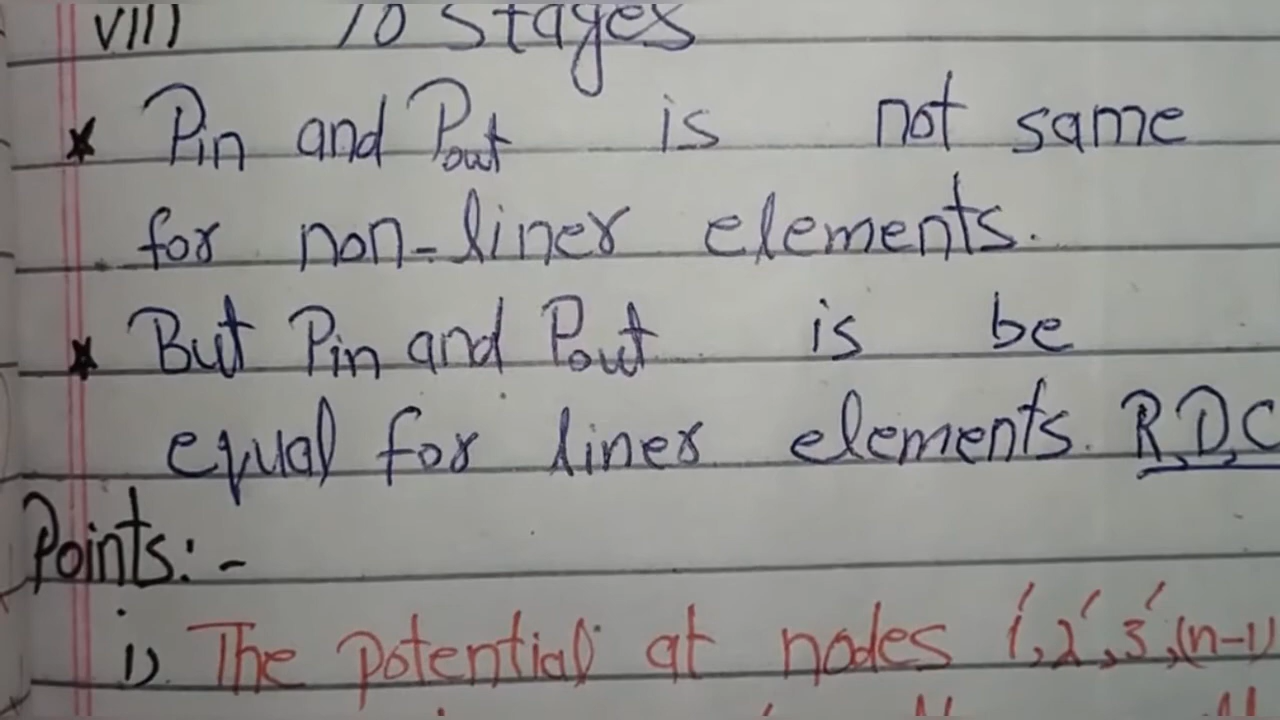 VIII 10 Stages
* Pin and Pout is not same
for non-liner elements.
* But Pin and Pout is be
equal for liner elements. R,D,C
Points:-
i). The potential at nodes 1',2',3',(n-1)